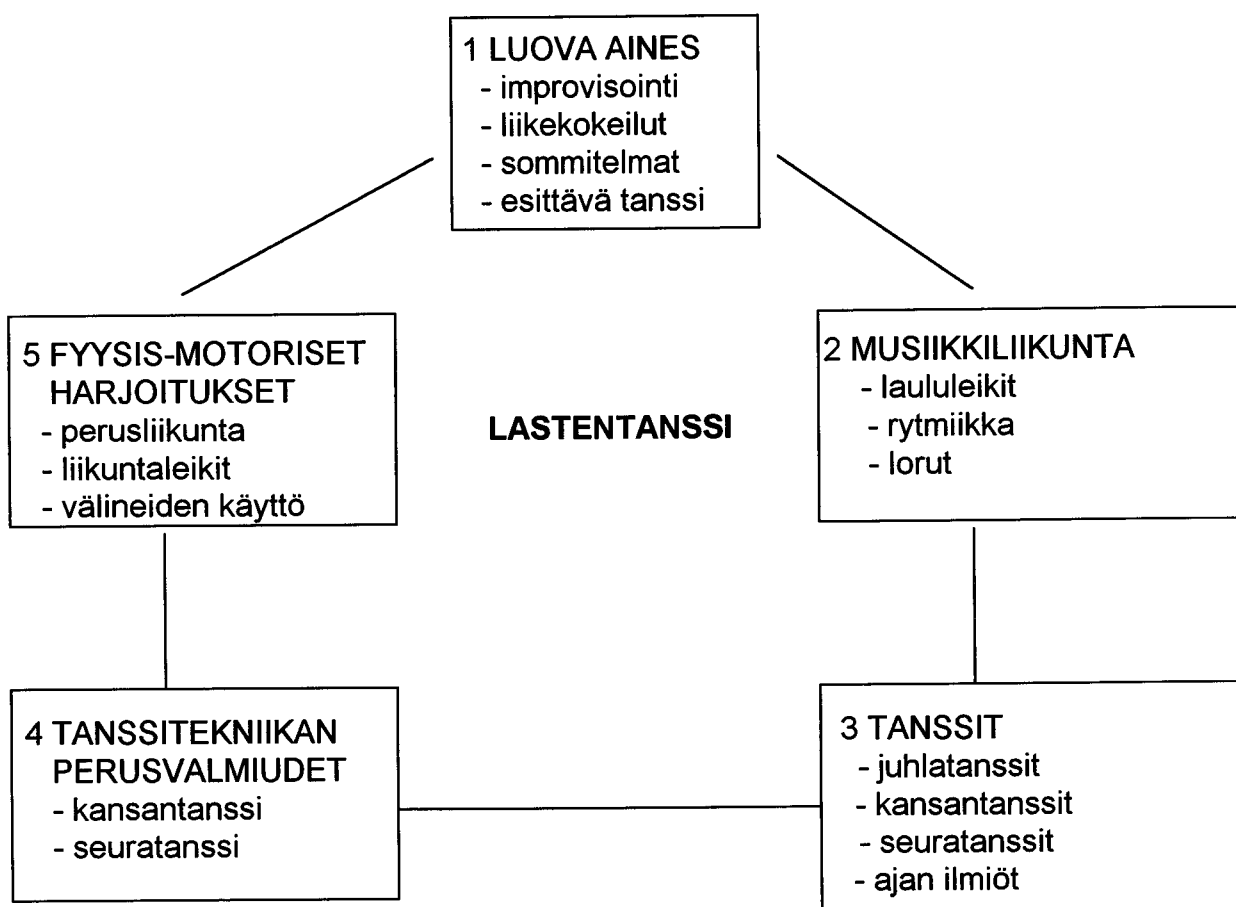 1 LUOVA AINES
- improvisointi
- liikekokeilut
- sommitelmat
- esittävä tanssi
5 FYYSIS-MOTORISET
HARJOITUKSET
- perusliikunta
- liikuntaleikit
- välineiden käyttö
LASTENTANSSI
2 MUSIIKKILIIKUNTA
- laululeikit
- rytmiikka
- lorut
4 TANSSITEKNIIKAN
PERUSVALMIUDET
- kansantanssi
- seuratanssi
3 TANSSIT
- juhlatanssit
- kansantanssit
- seuratanssit
- ajan ilmiöt